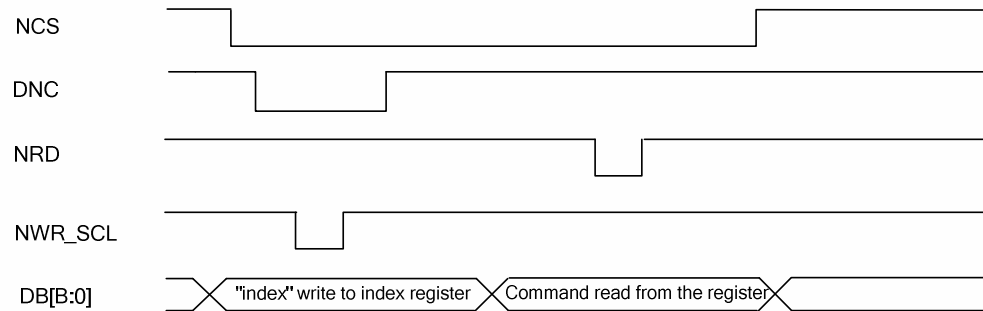 NCS
DNC
NRD
NWR_SCL
DB[B:0] "index" write to index register Command read from the register